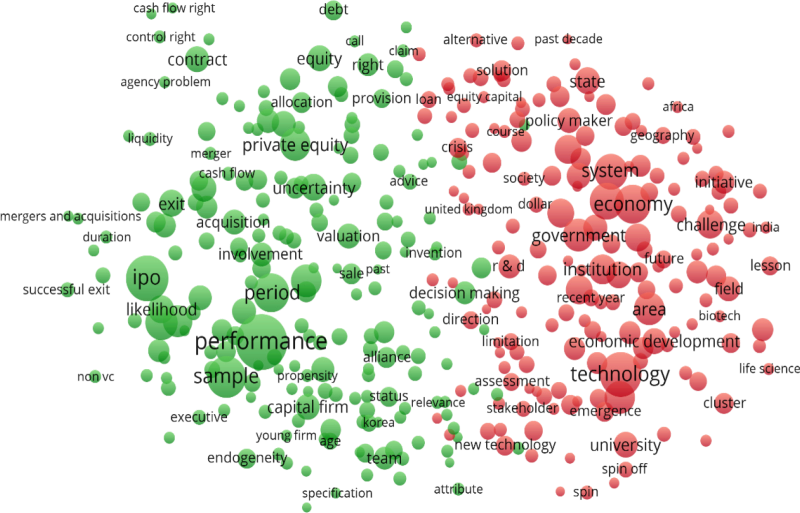 cash flow right
debt
control right
call
alternative
past decade
claim
contract
equity
right
solution
state
agency problem
allocation
provision
loan
equity capital
africa
policy maker
course
geography
liquidity
private equity
crisis
merger
cash flow
system
society
advice
uncertainty
initiative
exit
dollar
economy
united kingdom
mergers and acquisitions
acquisition
challenge
india
duration
valuation
government
involvement
invention
future
r & d
lesson
ipo
sale
past
institution
successful exit
period
decision making
recent year
field
likelihood
area
biotech
direction
performance
limitation
economic development
alliance
life science
non vc
sample
propensity
assessment
technology
status
relevance
capital firm
stakeholder
emergence
cluster
executive
korea
young firm
age
new technology
university
endogeneity
team
spin off
specification
attribute
spin